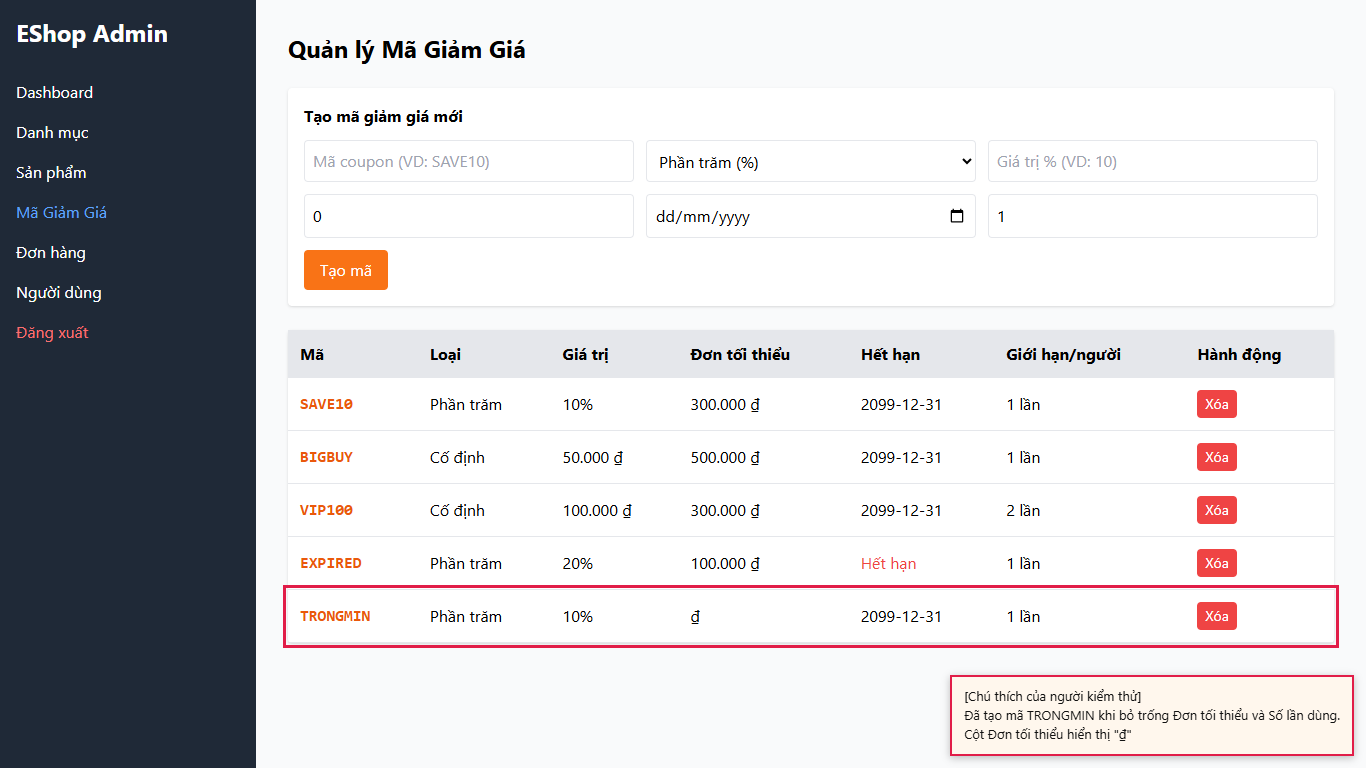 EShop Admin
Dashboard
Danh mục
Sản phẩm
Mã Giảm Giá
Đơn hàng
Người dùng
Đăng xuất
Quản lý Mã Giảm Giá
Tạo mã giảm giá mới
Mã coupon (VD: SAVE10) Phần trăm (%) Giá trị % (VD: 10)
0 dd/mm/yyyy 1
Tạo mã
Mã Loại Giá trị Đơn tối thiểu Hết hạn Giới hạn/người Hành động
SAVE10 Phần trăm 10% 300.000 ₫ 2099-12-31 1 lần Xóa
BIGBUY Cố định 50.000 ₫ 500.000 ₫ 2099-12-31 1 lần Xóa
VIP100 Cố định 100.000 ₫ 300.000 ₫ 2099-12-31 2 lần Xóa
EXPIRED Phần trăm 20% 100.000 ₫ Hết hạn 1 lần Xóa
TRONGMIN Phần trăm 10% ₫ 2099-12-31 1 lần Xóa
[Chú thích của người kiểm thử]
Đã tạo mã TRONGMIN khi bỏ trống Đơn tối thiểu và Số lần dùng.
Cột Đơn tối thiểu hiển thị "₫"